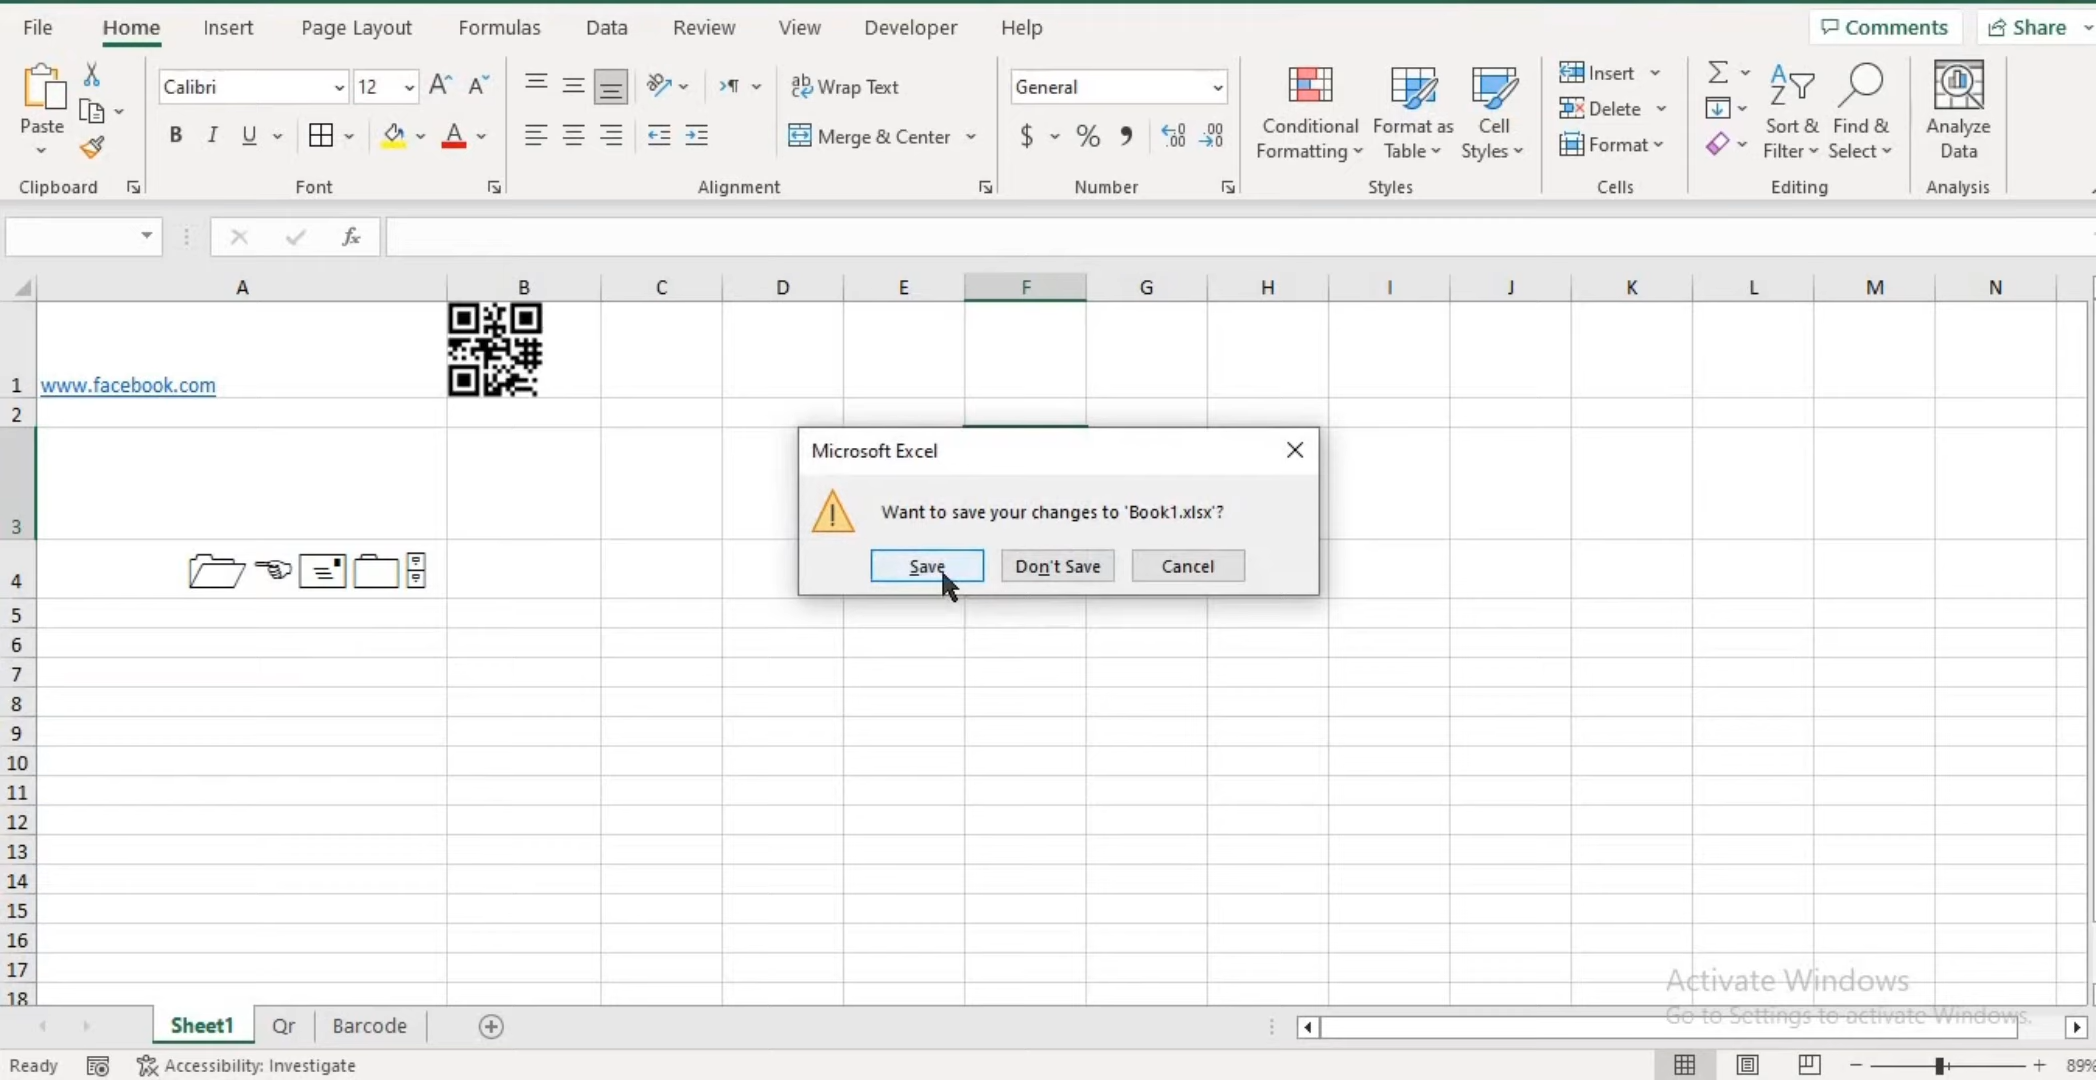 File Home Insert Page Layout Formulas Data Review View Developer Help Comments Share
Calibri 12 Wrap Text General Insert
Paste B I U A Merge & Center $ % Conditional Formatting Format as Table Cell Styles Delete Format Sort & Filter Find & Select Analyze Data
Clipboard Font Alignment Number Styles Cells Editing Analysis
fx
A B C D E F G H I J K L M N
1 www.facebook.com
2
Microsoft Excel
Want to save your changes to 'Book1.xlsx'?
3
Save Don't Save Cancel
4
5
6
7
8
9
10
11
12
13
14
15
16
17
Activate Windows
18
Go to Settings to activate Windows.
Sheet1 Qr Barcode
Ready Accessibility: Investigate 89%